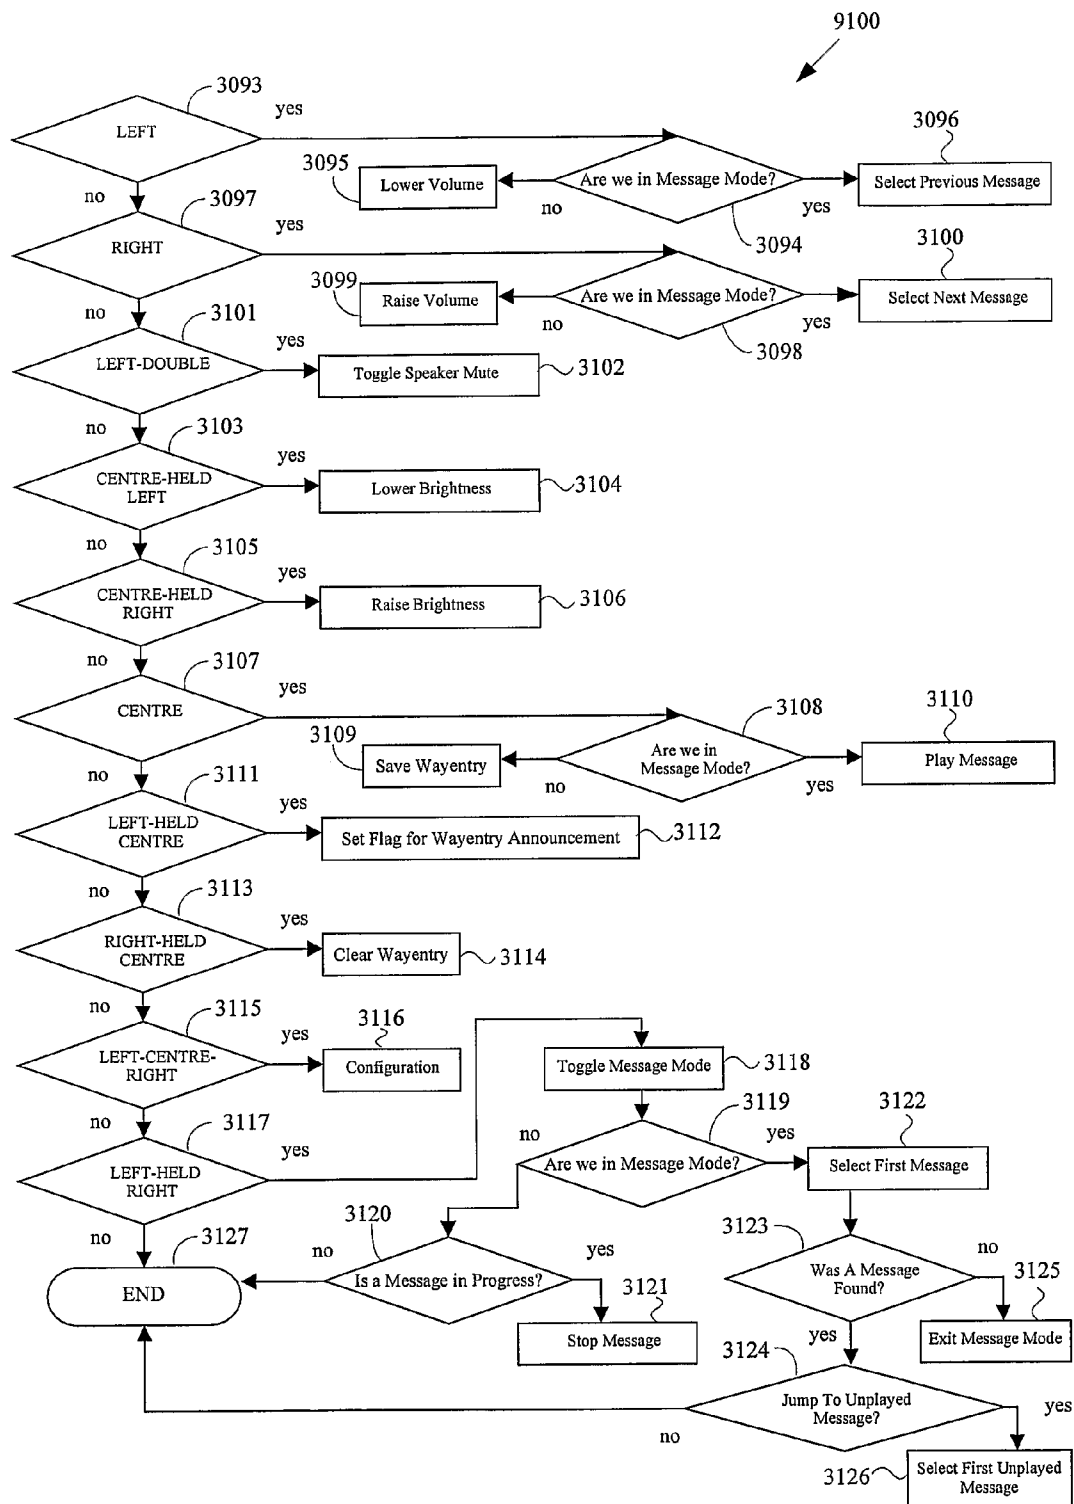 9100
3093
yes
LEFT
3096
3095
Lower Volume
Are we in Message Mode?
Select Previous Message
no
3097
no
yes
yes
3094
RIGHT
3100
3099
Raise Volume
Are we in Message Mode?
Select Next Message
no
3101
no
yes
yes
3098
LEFT-DOUBLE
Toggle Speaker Mute
3102
no
3103
yes
CENTRE-HELD
LEFT
Lower Brightness
3104
no
3105
yes
CENTRE-HELD
RIGHT
Raise Brightness
3106
no
3107
yes
CENTRE
3108
3110
3109
Save Wayentry
Are we in
Message Mode?
Play Message
no
3111
no
yes
yes
LEFT-HELD
CENTRE
Set Flag for Wayentry Announcement
3112
no
3113
yes
RIGHT-HELD
CENTRE
Clear Wayentry
3114
no
3115
yes
3116
LEFT-CENTRE-
RIGHT
Configuration
Toggle Message Mode
3118
no
3117
yes
3119
3122
no
yes
LEFT-HELD
RIGHT
Are we in Message Mode?
Select First Message
no
3127
3120
3123
no
yes
no
END
Is a Message in Progress?
Was A Message
Found?
3121
3125
Stop Message
Exit Message Mode
yes
3124
Jump To Unplayed
Message?
yes
no
3126
Select First Unplayed
Message